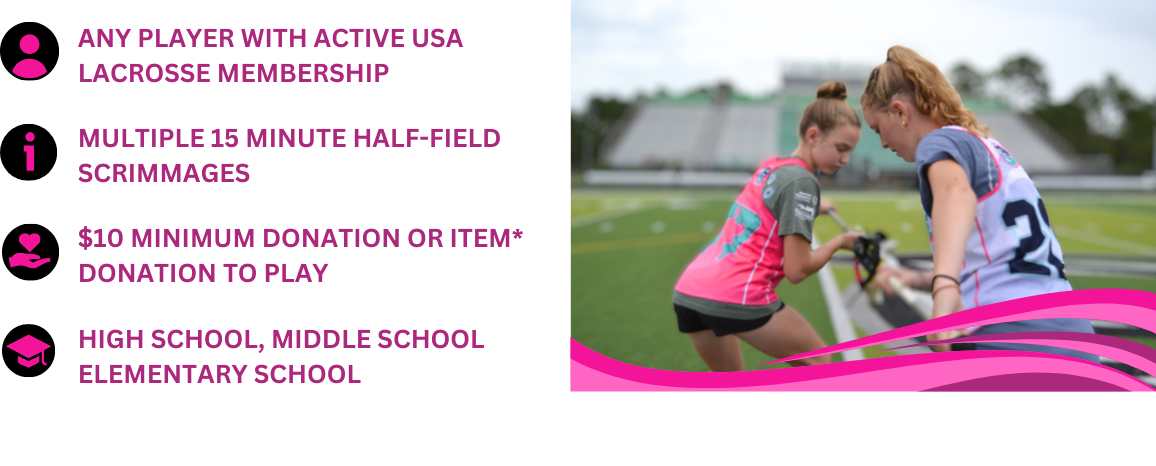 ANY PLAYER WITH ACTIVE USA
LACROSSE MEMBERSHIP
MULTIPLE 15 MINUTE HALF-FIELD
SCRIMMAGES
$10 MINIMUM DONATION OR ITEM*
DONATION TO PLAY
HIGH SCHOOL, MIDDLE SCHOOL
ELEMENTARY SCHOOL